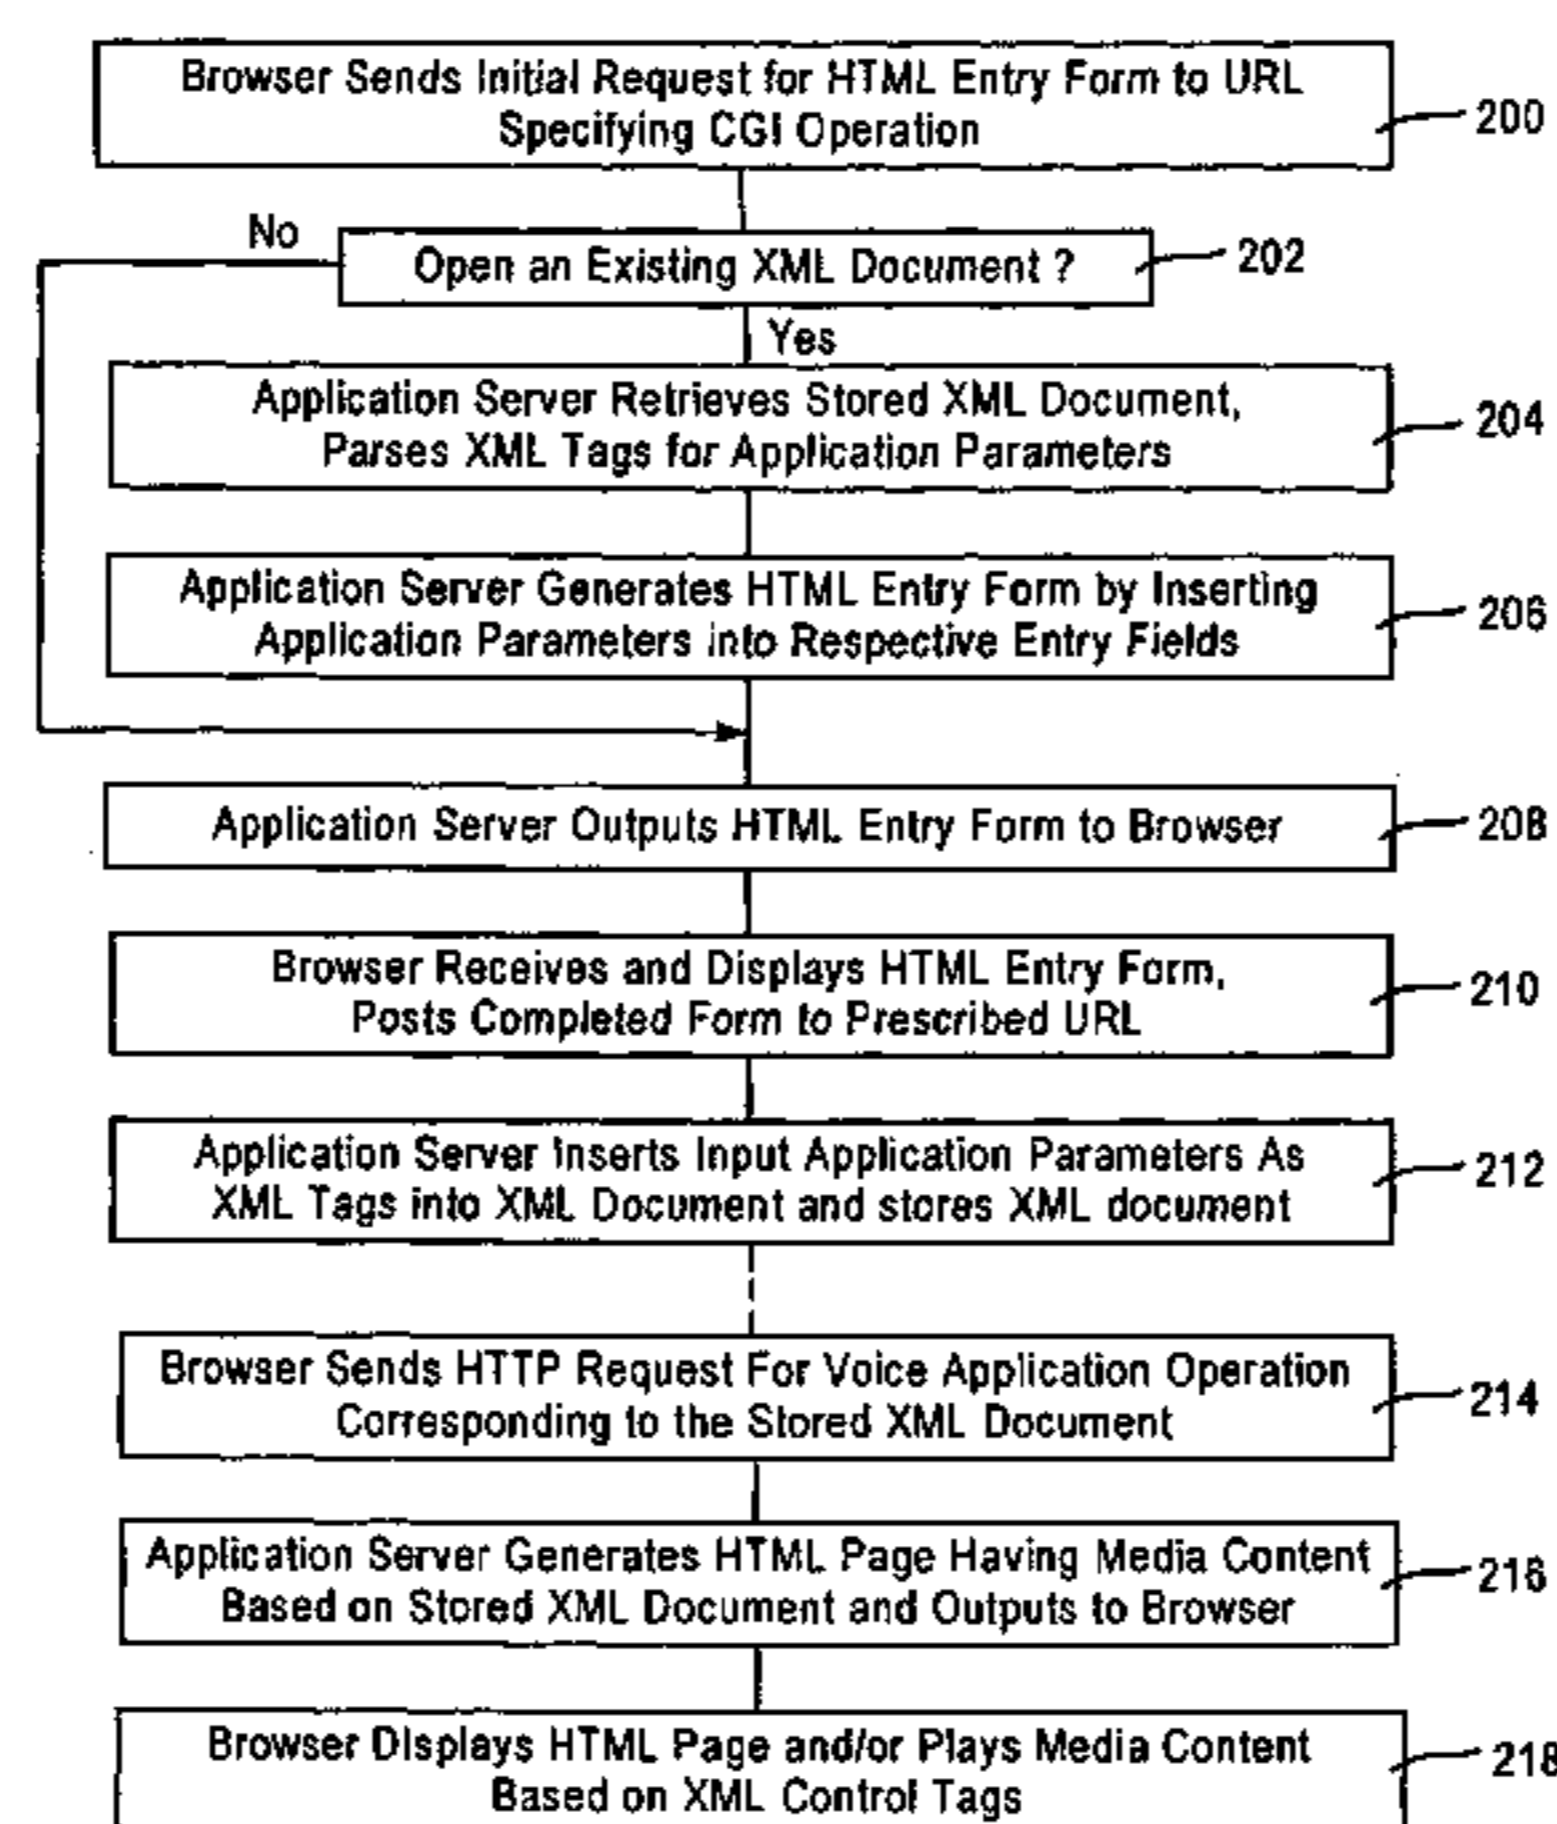 Browser Sends Initial Request for HTML Entry Form to URL
Specifying CGI Operation
200
No
Open an Existing XML Document ?
202
Yes
Application Server Retrieves Stored XML Document,
Parses XML Tags for Application Parameters
204
Application Server Generates HTML Entry Form by Inserting
Application Parameters into Respective Entry Fields
206
Application Server Outputs HTML Entry Form to Browser
208
Browser Receives and Displays HTML Entry Form,
Posts Completed Form to Prescribed URL
210
Application Server Inserts Input Application Parameters As
XML Tags into XML Document and stores XML document
212
Browser Sends HTTP Request For Voice Application Operation
Corresponding to the Stored XML Document
214
Application Server Generates HTML Page Having Media Content
Based on Stored XML Document and Outputs to Browser
216
Browser Displays HTML Page and/or Plays Media Content
Based on XML Control Tags
218